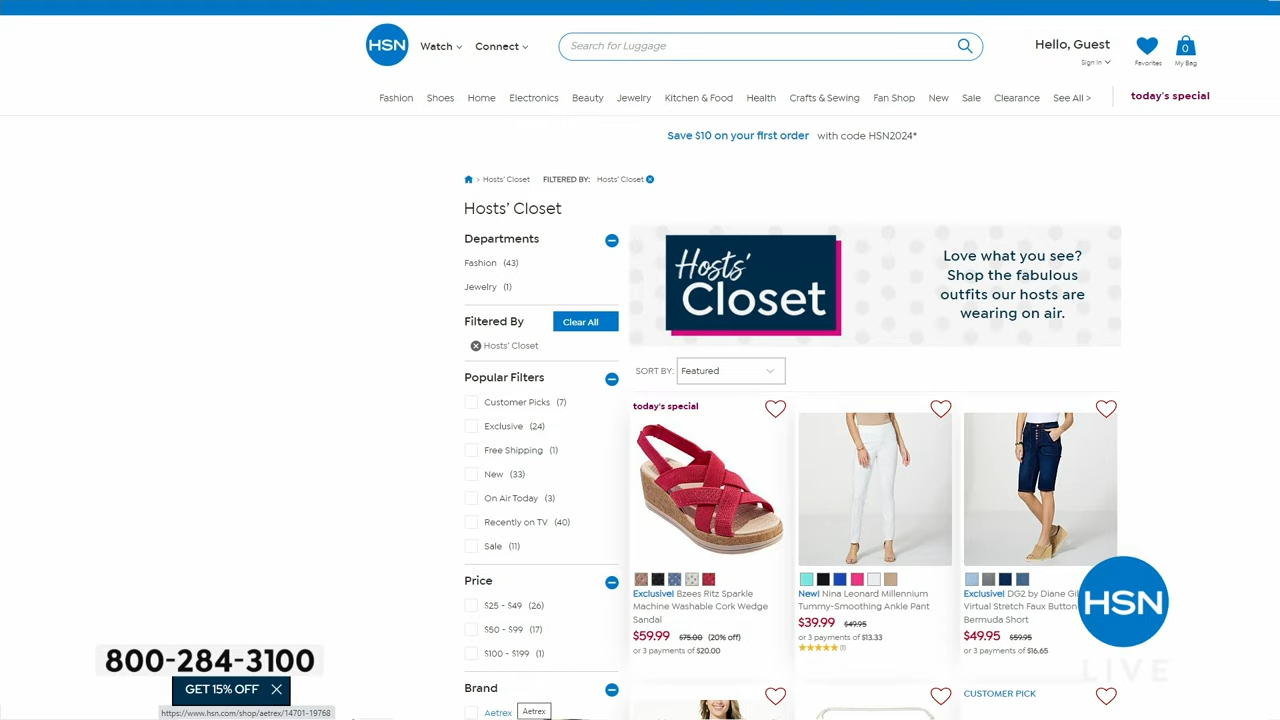 HSN
Watch
Connect
Search for Luggage
Hello, Guest
Sign In
Favorites
0
My Bag
Fashion
Shoes
Home
Electronics
Beauty
Jewelry
Kitchen & Food
Health
Crafts & Sewing
Fan Shop
New
Sale
Clearance
See All >
today's special
Save $10 on your first order with code HSN2024*
> Hosts' Closet FILTERED BY: Hosts' Closet
Hosts' Closet
Departments
Fashion (43)
Jewelry (1)
Filtered By
Clear All
Hosts' Closet
Popular Filters
Customer Picks (7)
Exclusive (24)
Free Shipping (1)
New (33)
On Air Today (3)
Recently on TV (40)
Sale (11)
Price
$25 - $49 (26)
$50 - $99 (17)
$100 - $199 (1)
Brand
Aetrex
Aetrex
Hosts'
Closet
Love what you see?
Shop the fabulous
outfits our hosts are
wearing on air.
SORT BY: Featured
today's special
Exclusive! Bzees Ritz Sparkle
Machine Washable Cork Wedge
Sandal
$59.99 $75.00 (20% off)
or 3 payments of $20.00
New! Nina Leonard Millennium
Tummy-Smoothing Ankle Pant
$39.99 $49.95
or 3 payments of $13.33
(1)
Exclusive! DG2 by Diane
Virtual Stretch Faux Button
Bermuda Short
$49.95 $59.95
or 3 payments of $16.65
CUSTOMER PICK
HSN
LIVE
800-284-3100
GET 15% OFF
https://www.hsn.com/shop/aetrex/14701-19768